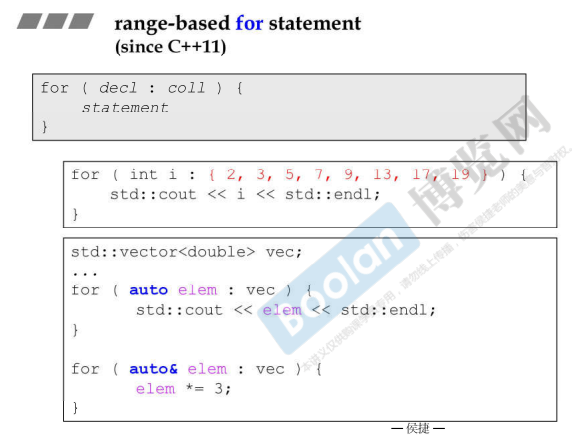 range-based for statement
(since C++11)
for ( decl : coll ) {
statement
}
for ( int i : { 2, 3, 5, 7, 9, 13, 17, 19 } ) {
std::cout << i << std::endl;
}
std::vector<double> vec;
...
for ( auto elem : vec ) {
std::cout << elem << std::endl;
}
for ( auto& elem : vec ) {
elem *= 3;
}
Boolan 博览网
— 侯捷 —